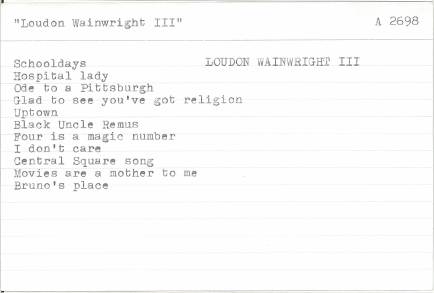 "Loudon Wainwright III" A 2698
Schooldays LOUDON WAINWRIGHT III
Hospital lady
Ode to a Pittsburgh
Glad to see you've got religion
Uptown
Black Uncle Remus
Four is a magic number
I don't care
Central Square song
Movies are a mother to me
Bruno's place